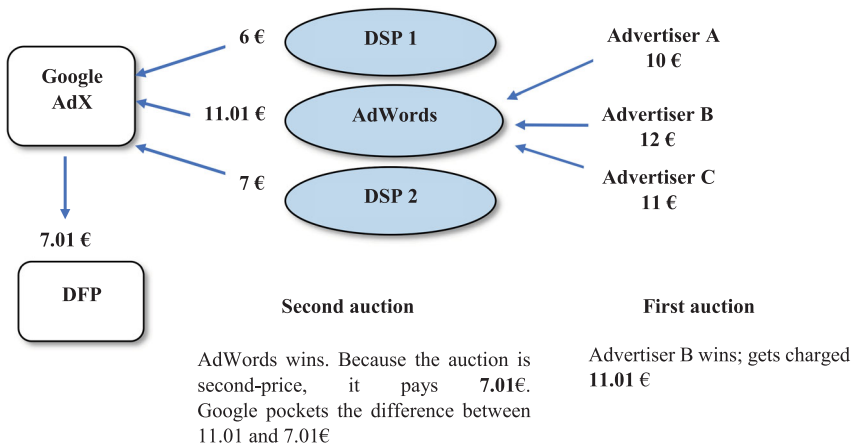 6 €
DSP 1
Advertiser A
10 €
Google
AdX
11.01 €
AdWords
Advertiser B
12 €
7 €
DSP 2
Advertiser C
11 €
7.01 €
DFP
Second auction
First auction
AdWords wins. Because the auction is
second-price, it pays 7.01€.
Google pockets the difference between
11.01 and 7.01€
Advertiser B wins; gets charged
11.01 €